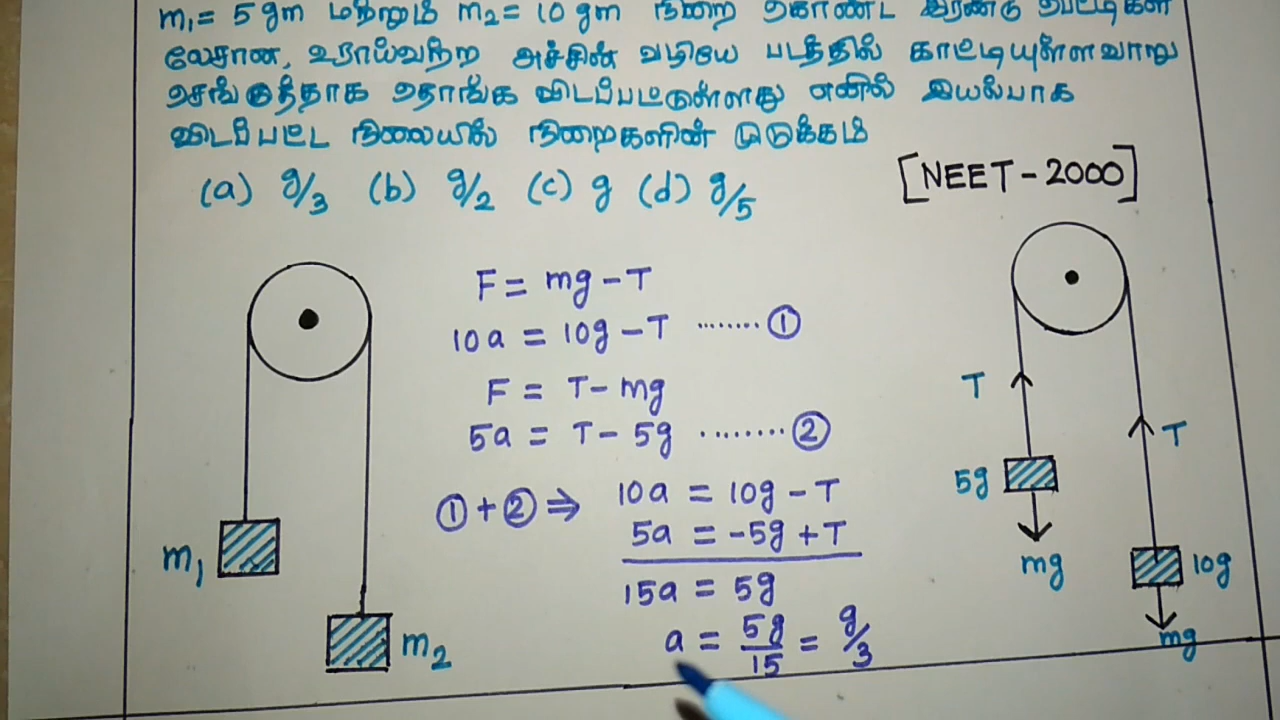 m₁ = 5 gm மற்றும் m₂ = 10 gm நிறை கொண்ட இரண்டு பெட்டிகள்
லேசான, உராய்வற்ற அச்சின் வழியே படத்தில் காட்டியுள்ளவாறு
செங்குத்தாக தொங்க விடப்பட்டுள்ளது எனில் இயல்பாக
விடப்பட்ட நிலையில் நிறைகளின் முடுக்கம்
(a) g/3 (b) g/2 (c) g (d) g/5
[NEET - 2000]
F = mg - T
10a = 10g - T ........ ①
F = T - mg
5a = T - 5g ........ ②
① + ② ⇒ 10a = 10g - T
5a = -5g + T
15a = 5g
a = 5g/15 = g/3
m₁
m₂
T
T
5g
mg
10g
mg